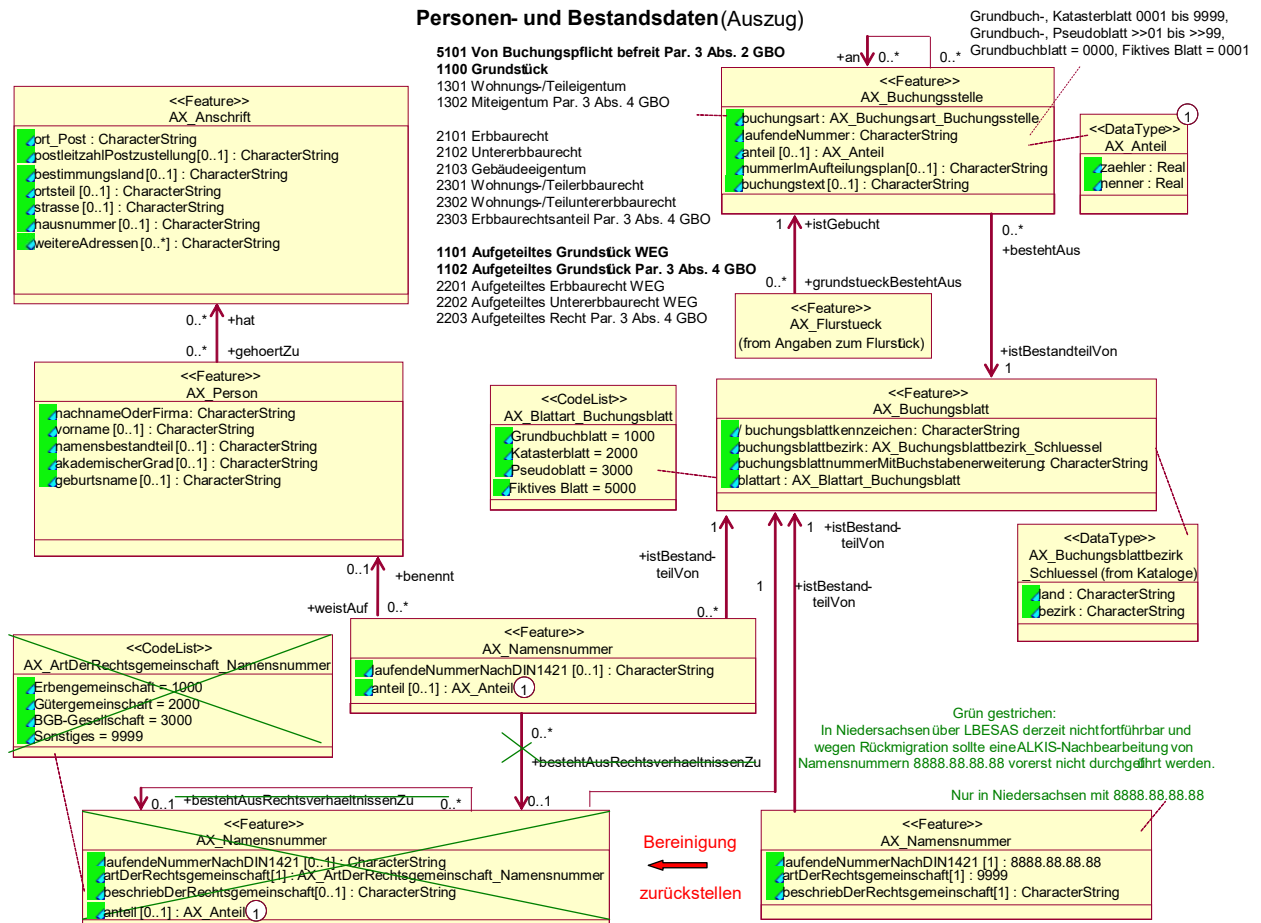 Personen- und Bestandsdaten (Auszug)
Grundbuch-, Katasterblatt 0001 bis 9999,
Grundbuch-, Pseudoblatt >>01 bis >>99,
Grundbuchblatt = 0000, Fiktives Blatt = 0001
5101 Von Buchungspflicht befreit Par. 3 Abs. 2 GBO
1100 Grundstück
1301 Wohnungs-/Teileigentum
1302 Miteigentum Par. 3 Abs. 4 GBO
2101 Erbbaurecht
2102 Untererbbaurecht
2103 Gebäudeeigentum
2301 Wohnungs-/Teilerbbaurecht
2302 Wohnungs-/Teiluntererbbaurecht
2303 Erbbaurechtsanteil Par. 3 Abs. 4 GBO
1101 Aufgeteiltes Grundstück WEG
1102 Aufgeteiltes Grundstück Par. 3 Abs. 4 GBO
2201 Aufgeteiltes Erbbaurecht WEG
2202 Aufgeteiltes Untererbbaurecht WEG
2203 Aufgeteiltes Recht Par. 3 Abs. 4 GBO
+an 0..* 0..*
<<Feature>>
AX_Buchungsstelle
buchungsart : AX_Buchungsart_Buchungsstelle
laufendeNummer : CharacterString
anteil [0..1] : AX_Anteil
nummerImAufteilungsplan [0..1] : CharacterString
buchungstext [0..1] : CharacterString
1
<<DataType>>
AX_Anteil
zaehler : Real
nenner : Real
<<Feature>>
AX_Anschrift
ort_Post : CharacterString
postleitzahlPostzustellung [0..1] : CharacterString
bestimmungsland [0..1] : CharacterString
ortsteil [0..1] : CharacterString
strasse [0..1] : CharacterString
hausnummer [0..1] : CharacterString
weitereAdressen [0..*] : CharacterString
1 +istGebucht
0..* +grundstueckBestehtAus
0..*
+bestehtAus
<<Feature>>
AX_Flurstueck
(from Angaben zum Flurstück)
+istBestandteilVon
1
0..* +hat
0..* +gehoertZu
<<Feature>>
AX_Person
nachnameOderFirma : CharacterString
vorname [0..1] : CharacterString
namensbestandteil [0..1] : CharacterString
akademischerGrad [0..1] : CharacterString
geburtsname [0..1] : CharacterString
<<CodeList>>
AX_Blattart_Buchungsblatt
Grundbuchblatt = 1000
Katasterblatt = 2000
Pseudoblatt = 3000
Fiktives Blatt = 5000
<<Feature>>
AX_Buchungsblatt
/ buchungsblattkennzeichen : CharacterString
buchungsblattbezirk : AX_Buchungsblattbezirk_Schluessel
buchungsblattnummerMitBuchstabenerweiterung : CharacterString
blattart : AX_Blattart_Buchungsblatt
<<DataType>>
AX_Buchungsblattbezirk
_Schluessel (from Kataloge)
land : CharacterString
bezirk : CharacterString
0..1
+benennt
+weistAuf 0..*
1
+istBestand-
teilVon
0..*
1
+istBestand-
teilVon
1
+istBestand-
teilVon
<<Feature>>
AX_Namensnummer
laufendeNummerNachDIN1421 [0..1] : CharacterString
anteil [0..1] : AX_Anteil 1
<<CodeList>>
AX_ArtDerRechtsgemeinschaft_Namensnummer
Erbengemeinschaft = 1000
Gütergemeinschaft = 2000
BGB-Gesellschaft = 3000
Sonstiges = 9999
0..*
+bestehtAusRechtsverhaeltnissenZu
0..1
0..1 +bestehtAusRechtsverhaeltnissenZu 0..*
Grün gestrichen:
In Niedersachsen über LBESAS derzeit nicht fortführbar und
wegen Rückmigration sollte eine ALKIS-Nachbearbeitung von
Namensnummern 8888.88.88.88 vorerst nicht durchgeführt werden.
Nur in Niedersachsen mit 8888.88.88.88
<<Feature>>
AX_Namensnummer
laufendeNummerNachDIN1421 [0..1] : CharacterString
artDerRechtsgemeinschaft [1] : AX_ArtDerRechtsgemeinschaft_Namensnummer
beschriebDerRechtsgemeinschaft [0..1] : CharacterString
anteil [0..1] : AX_Anteil 1
Bereinigung
zurückstellen
<<Feature>>
AX_Namensnummer
laufendeNummerNachDIN1421 [1] : 8888.88.88.88
artDerRechtsgemeinschaft [1] : 9999
beschriebDerRechtsgemeinschaft [1] : CharacterString